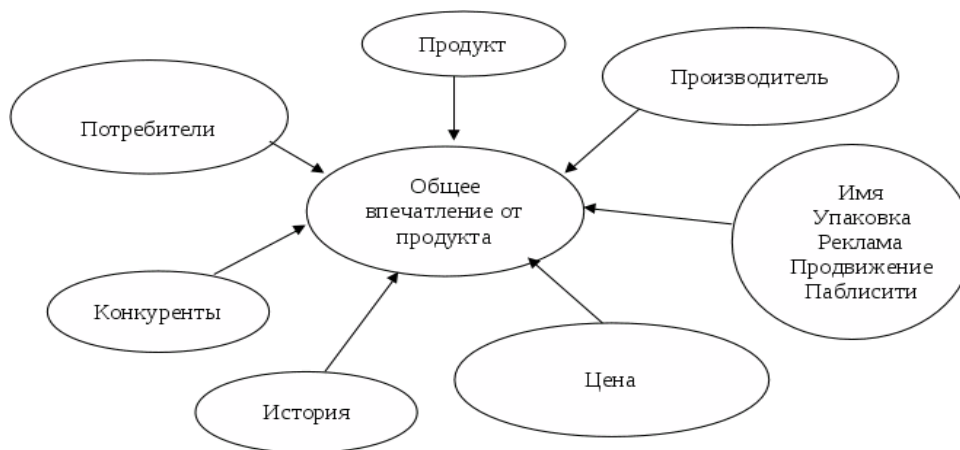 Продукт
Производитель
Потребители
Общее
впечатление от
продукта
Имя
Упаковка
Реклама
Продвижение
Паблисити
Конкуренты
Цена
История